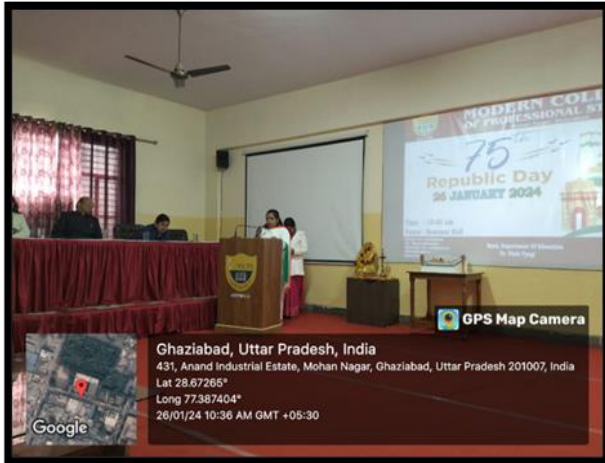 MODERN COLL
OF PROFESSIONAL ST
75th
Republic Day
26 JANUARY 2024
GPS Map Camera
Ghaziabad, Uttar Pradesh, India
431, Anand Industrial Estate, Mohan Nagar, Ghaziabad, Uttar Pradesh 201007, India
Lat 28.67265°
Long 77.387404°
26/01/24 10:36 AM GMT +05:30
Google